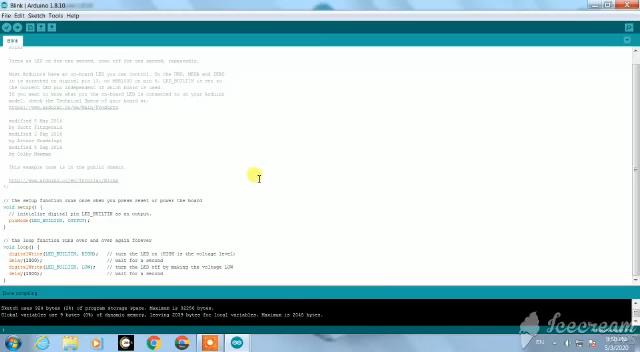 Blink | Arduino 1.8.10
File Edit Sketch Tools Help
Blink
Turns an LED on for one second, then off for one second, repeatedly.
Most Arduinos have an on-board LED you can control. On the UNO, MEGA and ZERO
it is attached to digital pin 13, on MKR1000 on pin 6. LED_BUILTIN is set to
the correct LED pin independent of which board is used.
If you want to know what pin the on-board LED is connected to on your Arduino
model, check the Technical Specs of your board at:
https://www.arduino.cc/en/Main/Products
modified 8 May 2014
by Scott Fitzgerald
modified 2 Sep 2016
by Arturo Guadalupi
modified 8 Sep 2016
by Colby Newman
This example code is in the public domain.
http://www.arduino.cc/en/Tutorial/Blink
*/
// the setup function runs once when you press reset or power the board
void setup() {
// initialize digital pin LED_BUILTIN as an output.
pinMode(LED_BUILTIN, OUTPUT);
}
// the loop function runs over and over again forever
void loop() {
digitalWrite(LED_BUILTIN, HIGH); // turn the LED on (HIGH is the voltage level)
delay(1000); // wait for a second
digitalWrite(LED_BUILTIN, LOW); // turn the LED off by making the voltage LOW
delay(1000); // wait for a second
}
Done compiling.
Sketch uses 924 bytes (2%) of program storage space. Maximum is 32256 bytes.
Global variables use 9 bytes (0%) of dynamic memory, leaving 2039 bytes for local variables. Maximum is 2048 bytes.
Icecream
EN
9:50 PM
5/3/2020